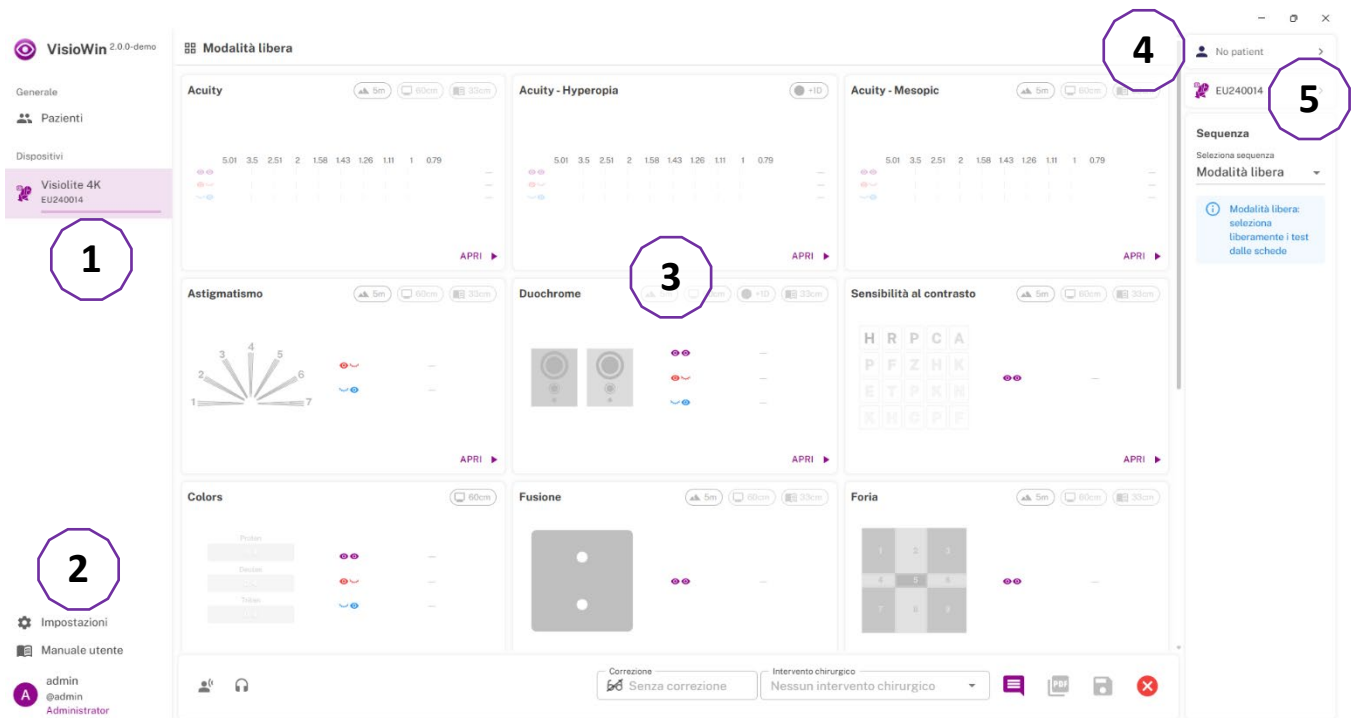 VisioWin 2.0.0-demo
Generale
Pazienti
Dispositivi
Visiolite 4K
EU240014
1
2
Impostazioni
Manuale utente
A
admin
@admin
Administrator
Modalità libera
Acuity
5m
60cm
33cm
5.01 3.5 2.51 2 1.58 1.43 1.26 1.11 1 0.79
APRI
Acuity - Hyperopia
+1D
5.01 3.5 2.51 2 1.58 1.43 1.26 1.11 1 0.79
APRI
Acuity - Mesopic
5m
60cm
5.01 3.5 2.51 2 1.58 1.43 1.26 1.11 1 0.79
APRI
3
Astigmatismo
5m
60cm
33cm
1 2 3 4 5 6 7
APRI
Duochrome
+1D
33cm
APRI
Sensibilità al contrasto
5m
60cm
33cm
H R P C A
P F Z H K
E T P K H
K H C P F
APRI
Colors
60cm
Protan
Deutan
Tritan
Fusione
5m
60cm
33cm
Foria
5m
60cm
33cm
1 2 3
4 5 6
7 8 9
Correzione
Senza correzione
Intervento chirurgico
Nessun intervento chirurgico
PDF
4
No patient
EU240014
5
Sequenza
Seleziona sequenza
Modalità libera
Modalità libera:
seleziona
liberamente i test
dalle schede